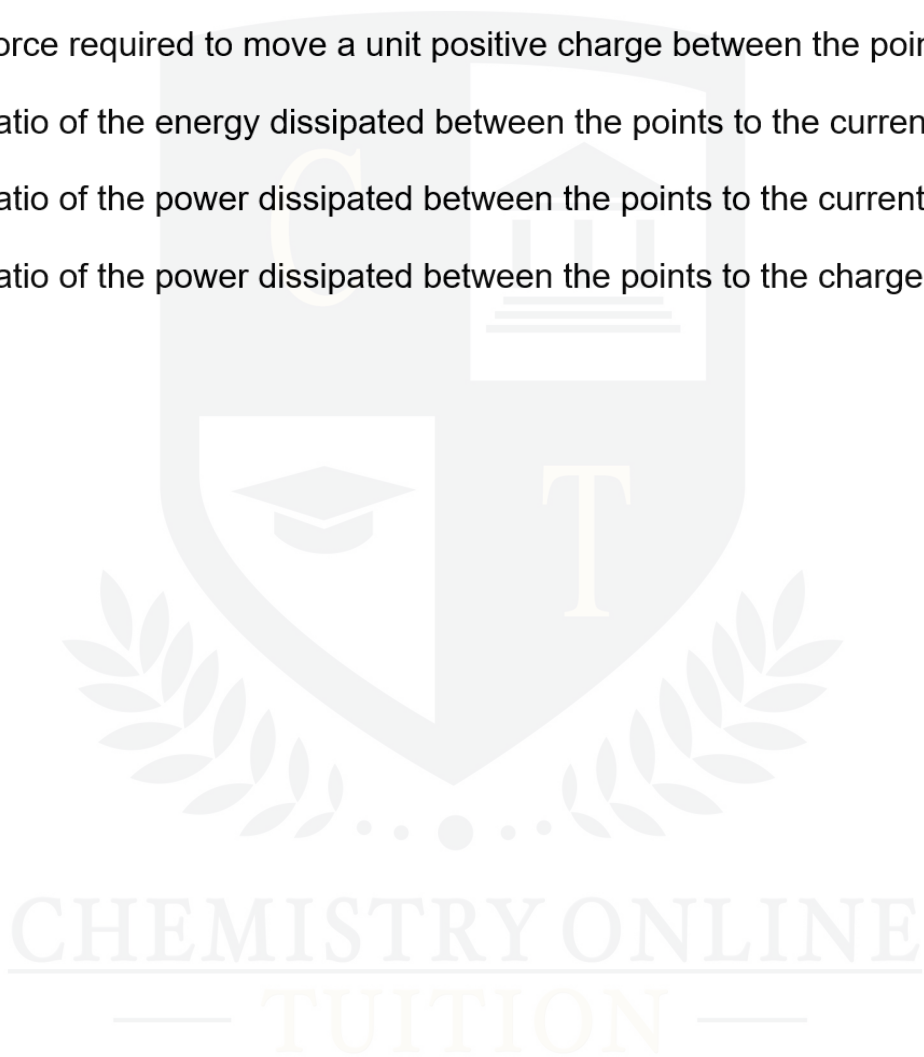 orce required to move a unit positive charge between the poin
atio of the energy dissipated between the points to the curren
atio of the power dissipated between the points to the current
atio of the power dissipated between the points to the charge
C
T
CHEMISTRY ONLINE
TUITION